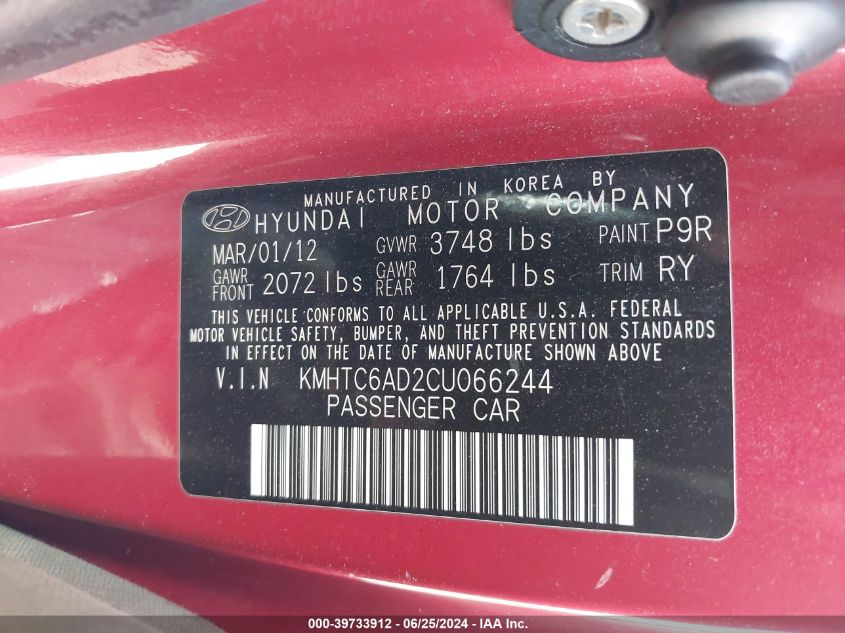 MANUFACTURED IN KOREA BY
HYUNDAI MOTOR COMPANY
MAR/01/12 GVWR 3748 lbs PAINT P9R
GAWR FRONT 2072 lbs GAWR REAR 1764 lbs TRIM RY
THIS VEHICLE CONFORMS TO ALL APPLICABLE U.S.A. FEDERAL
MOTOR VEHICLE SAFETY, BUMPER, AND THEFT PREVENTION STANDARDS
IN EFFECT ON THE DATE OF MANUFACTURE SHOWN ABOVE
V.I.N KMHTC6AD2CU066244
PASSENGER CAR
000-39733912 - 06/25/2024 - IAA Inc.